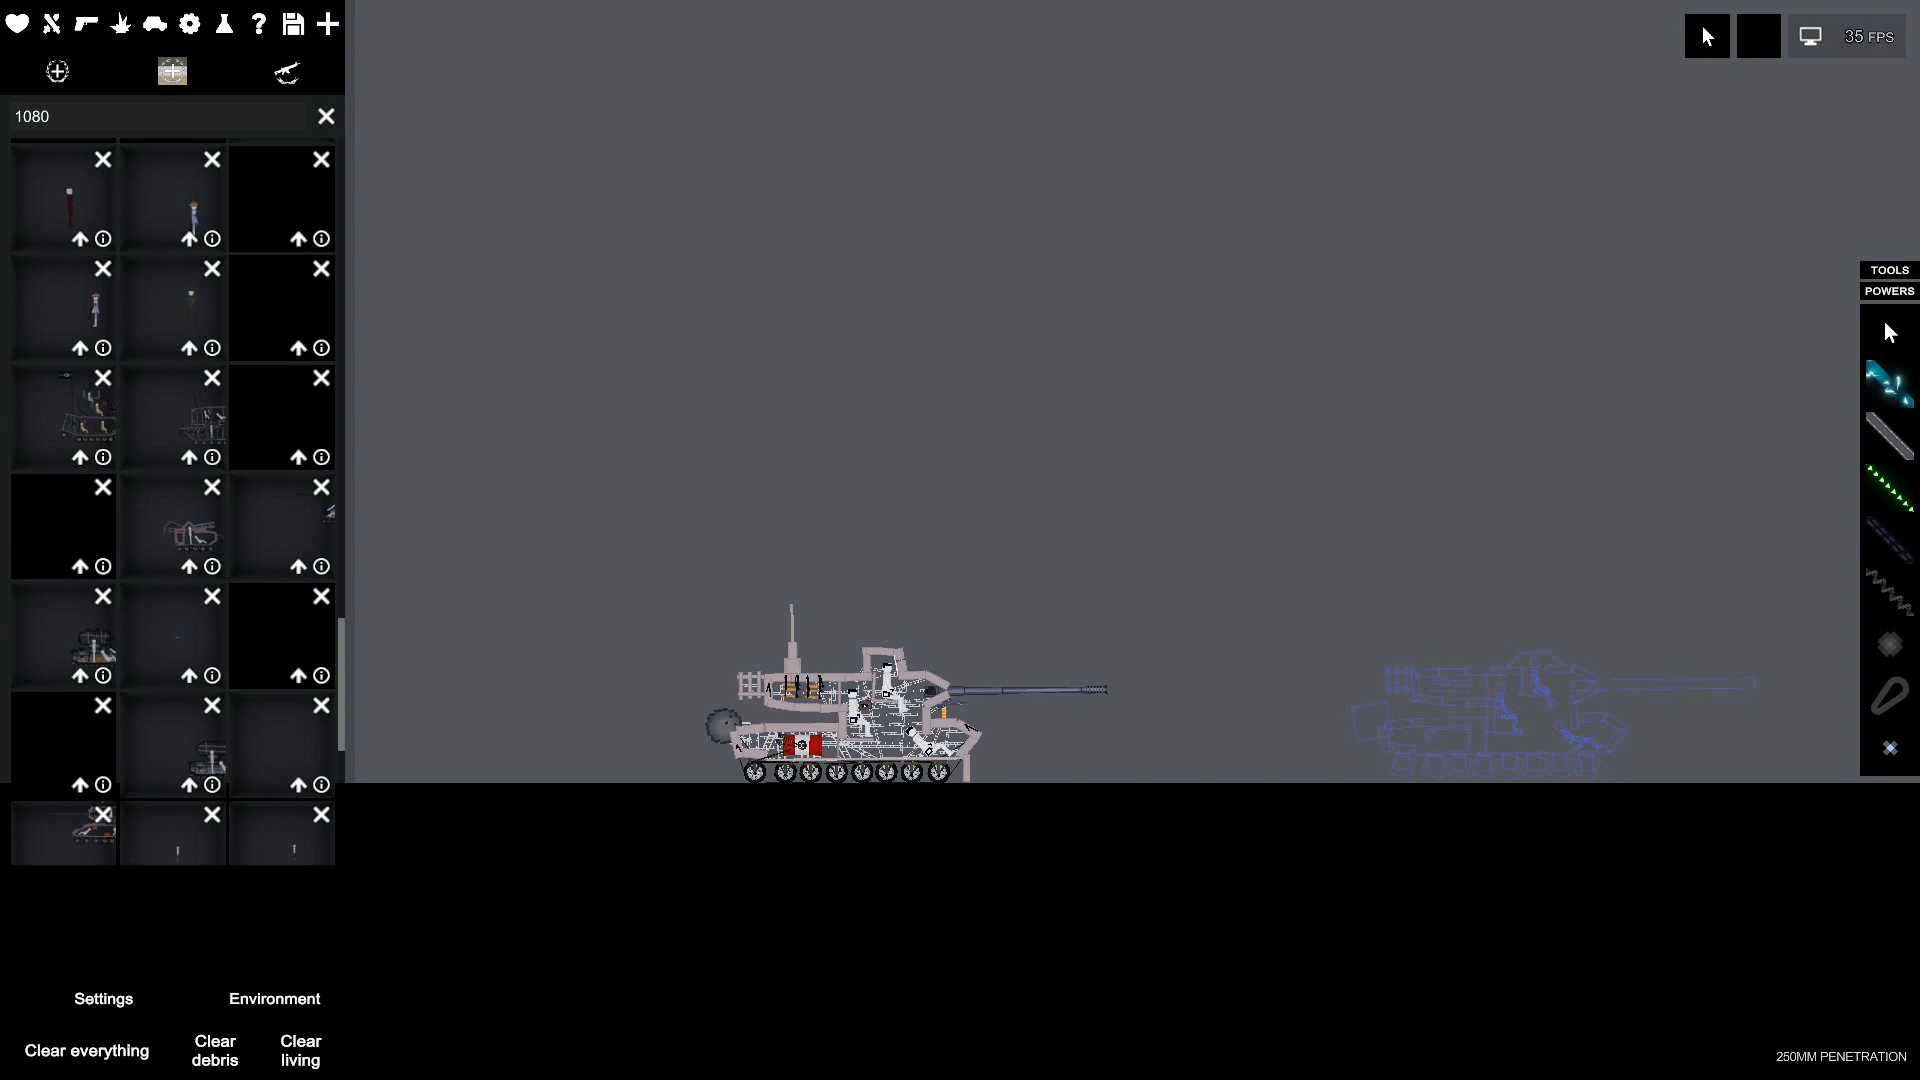 35 FPS
1080
TOOLS
POWERS
Settings
Environment
Clear everything
Clear
debris
Clear
living
250MM PENETRATION